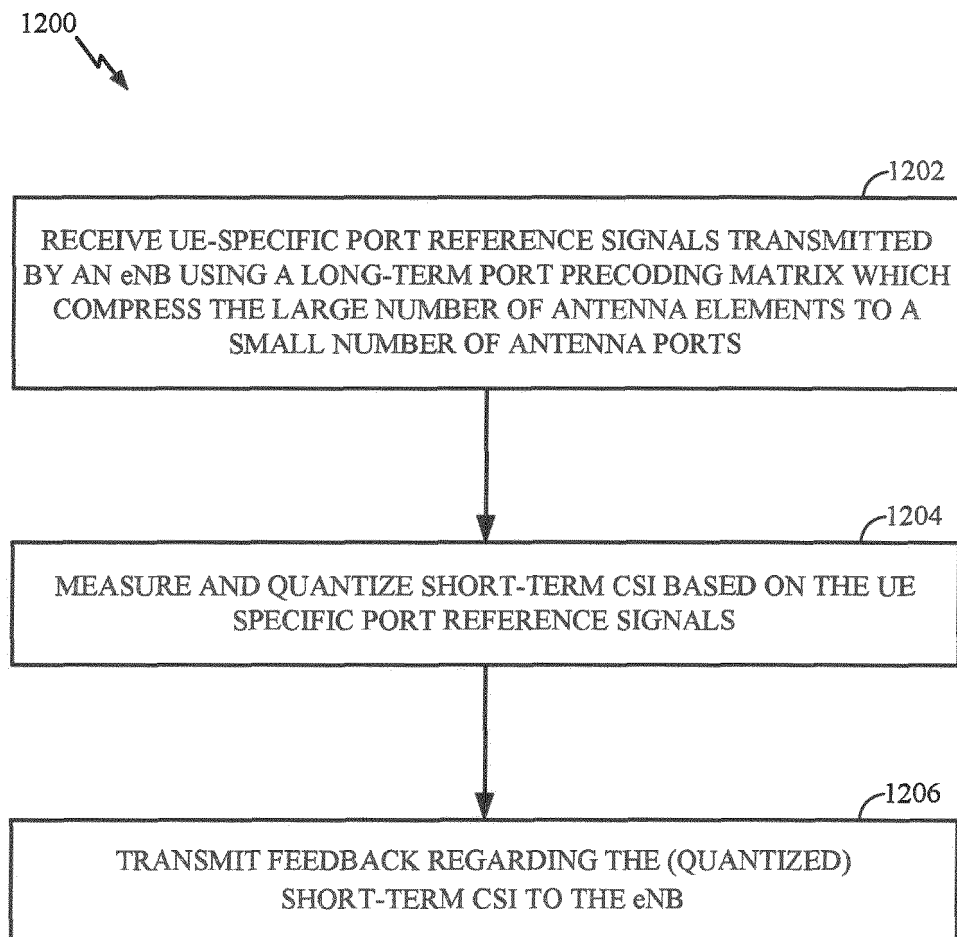 1200
1202
RECEIVE UE-SPECIFIC PORT REFERENCE SIGNALS TRANSMITTED
BY AN eNB USING A LONG-TERM PORT PRECODING MATRIX WHICH
COMPRESS THE LARGE NUMBER OF ANTENNA ELEMENTS TO A
SMALL NUMBER OF ANTENNA PORTS
1204
MEASURE AND QUANTIZE SHORT-TERM CSI BASED ON THE UE
SPECIFIC PORT REFERENCE SIGNALS
1206
TRANSMIT FEEDBACK REGARDING THE (QUANTIZED)
SHORT-TERM CSI TO THE eNB